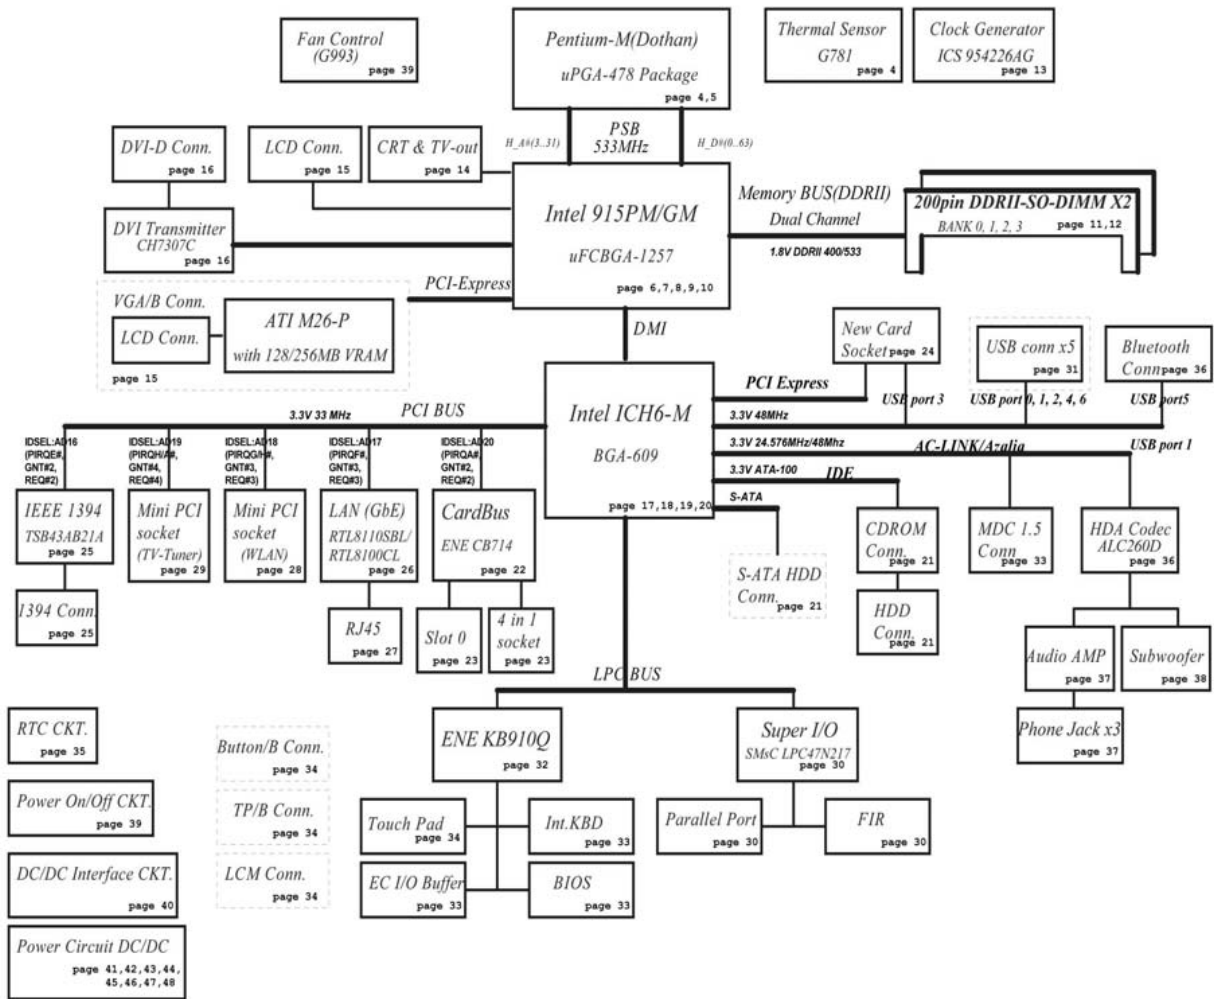 Fan Control
(G993)
page 39
Pentium-M(Dothan)
uPGA-478 Package
page 4,5
Thermal Sensor
G781
page 4
Clock Generator
ICS 954226AG
page 13
H_A#(3..31)
PSB
533MHz
H_D#(0..63)
DVI-D Conn.
page 16
LCD Conn.
page 15
CRT & TV-out
page 14
Intel 915PM/GM
uFCBGA-1257
page 6,7,8,9,10
Memory BUS(DDRII)
Dual Channel
1.8V DDRII 400/533
200pin DDRII-SO-DIMM X2
BANK 0, 1, 2, 3
page 11,12
DVI Transmitter
CH7307C
page 16
PCI-Express
VGA/B Conn.
LCD Conn.
page 15
ATI M26-P
with 128/256MB VRAM
DMI
New Card
Socket
page 24
USB conn x5
page 31
Bluetooth
Conn
page 36
PCI Express
USB port 3
USB port 0, 1, 2, 4, 6
USB port5
3.3V 33 MHz
PCI BUS
Intel ICH6-M
BGA-609
page 17,18,19,20
3.3V 48MHz
3.3V 24.576MHz/48Mhz
AC-LINK/Azalia
USB port 1
3.3V ATA-100
IDE
S-ATA
IDSEL:AD16
(PIRQE#,
GNT#2,
REQ#2)
IDSEL:AD19
(PIRQH/A#,
GNT#4,
REQ#4)
IDSEL:AD18
(PIRQG/H#,
GNT#3,
REQ#3)
IDSEL:AD17
(PIRQF#,
GNT#3,
REQ#3)
IDSEL:AD20
(PIRQA#,
GNT#2,
REQ#2)
IEEE 1394
TSB43AB21A
page 25
Mini PCI
socket
(TV-Tuner)
page 29
Mini PCI
socket
(WLAN)
page 28
LAN (GbE)
RTL8110SBL/
RTL8100CL
page 26
CardBus
ENE CB714
page 22
S-ATA HDD
Conn.
page 21
CDROM
Conn.
page 21
MDC 1.5
Conn
page 33
HDA Codec
ALC260D
page 36
1394 Conn.
page 25
RJ45
page 27
Slot 0
page 23
4 in 1
socket
page 23
HDD
Conn.
page 21
Audio AMP
page 37
Subwoofer
page 38
Phone Jack x3
page 37
LPC BUS
RTC CKT.
page 35
Power On/Off CKT.
page 39
DC/DC Interface CKT.
page 40
Power Circuit DC/DC
page 41,42,43,44,
45,46,47,48
Button/B Conn.
page 34
TP/B Conn.
page 34
LCM Conn.
page 34
ENE KB910Q
page 32
Super I/O
SMsC LPC47N217
page 30
Touch Pad
page 34
Int.KBD
page 33
Parallel Port
page 30
FIR
page 30
EC I/O Buffer
page 33
BIOS
page 33